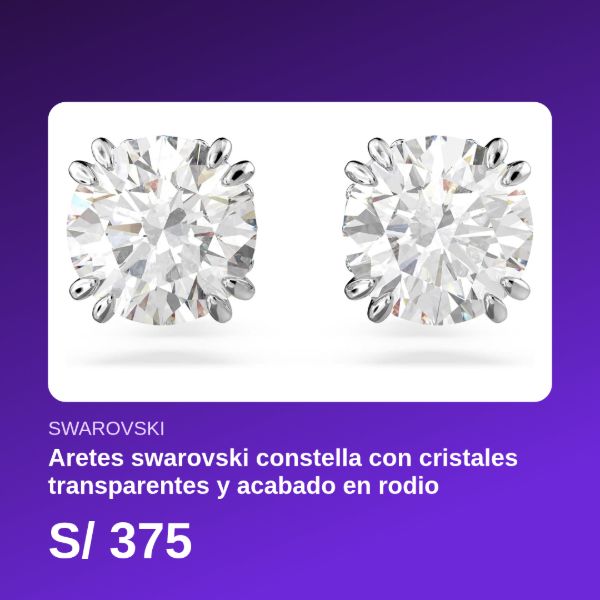 SWAROVSKI
Aretes swarovski constella con cristales
transparentes y acabado en rodio
S/ 375